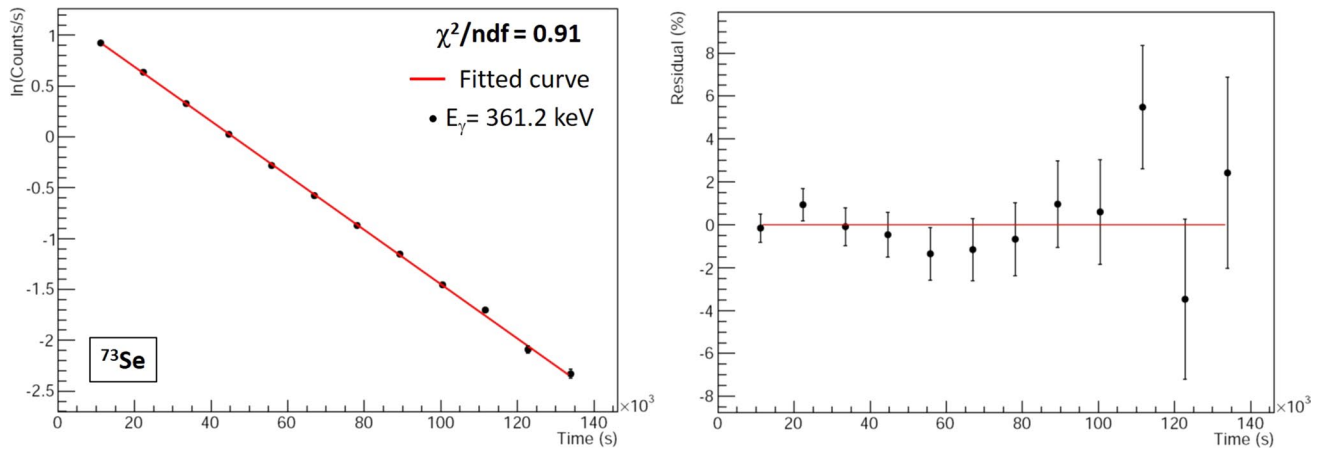 ln(Counts/s)
1
0.5
0
-0.5
-1
-1.5
-2
-2.5
χ²/ndf = 0.91
Fitted curve
Eγ= 361.2 keV
⁷³Se
0 20 40 60 80 100 120 140
×10³
Time (s)
Residual (%)
8
6
4
2
0
-2
-4
-6
-8
0 20 40 60 80 100 120 140
×10³
Time (s)